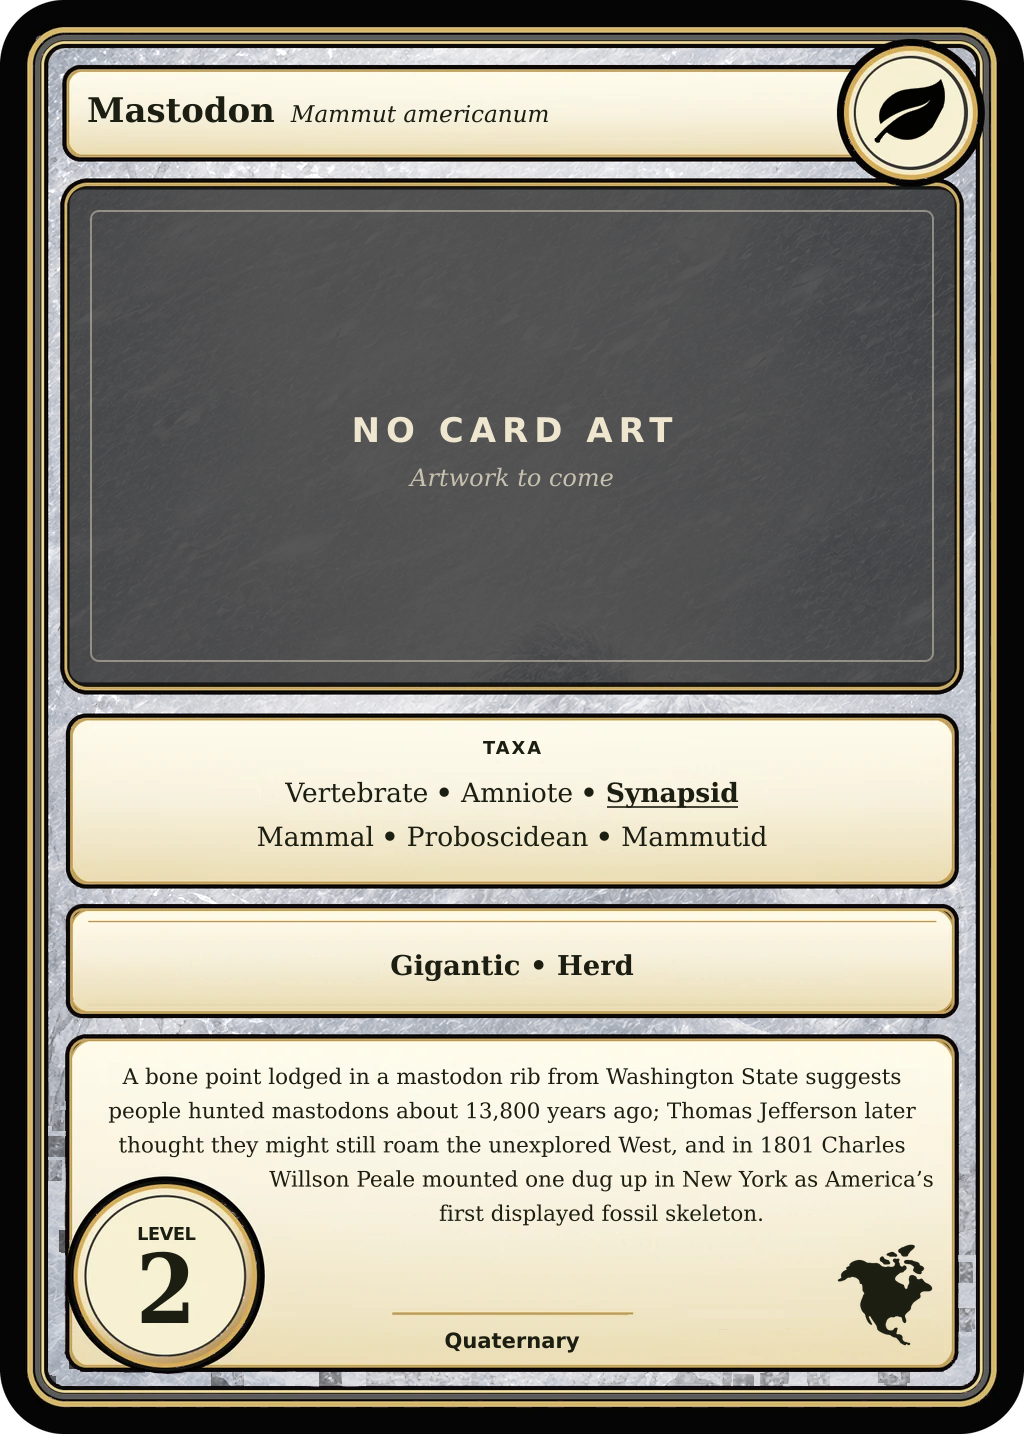 Mastodon Mammut americanum
NO CARD ART
Artwork to come
TAXA
Vertebrate • Amniote • Synapsid
Mammal • Proboscidean • Mammutid
Gigantic • Herd
A bone point lodged in a mastodon rib from Washington State suggests
people hunted mastodons about 13,800 years ago; Thomas Jefferson later
thought they might still roam the unexplored West, and in 1801 Charles
Willson Peale mounted one dug up in New York as America’s
first displayed fossil skeleton.
LEVEL
2
Quaternary